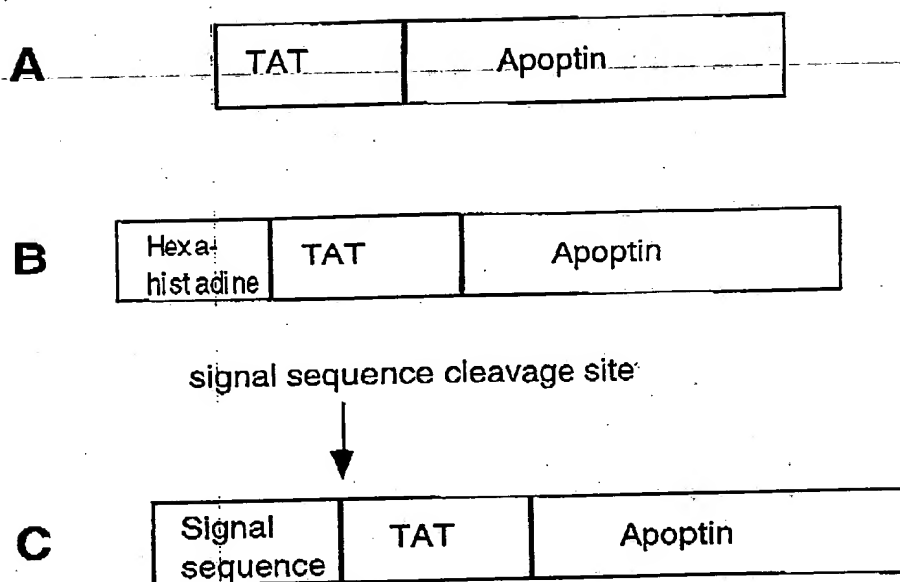 A
TAT Apoptin
B
Hexa-
histadine
TAT Apoptin
signal sequence cleavage site
C
Signal
sequence
TAT Apoptin